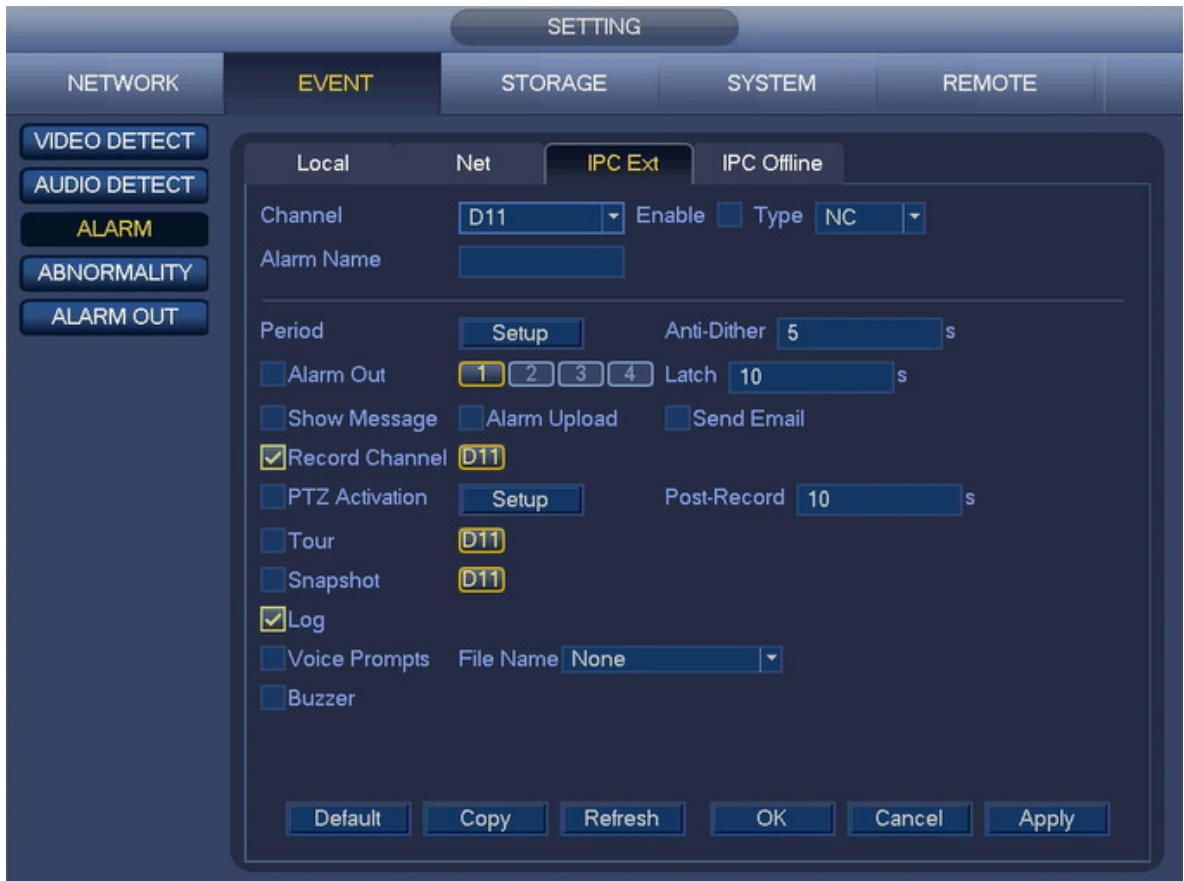 SETTING
NETWORK EVENT STORAGE SYSTEM REMOTE
VIDEO DETECT
AUDIO DETECT
ALARM
ABNORMALITY
ALARM OUT
Local Net IPC Ext IPC Offline
Channel D11 Enable Type NC
Alarm Name
Period Setup Anti-Dither 5 s
Alarm Out 1 2 3 4 Latch 10 s
Show Message Alarm Upload Send Email
Record Channel D11
PTZ Activation Setup Post-Record 10 s
Tour D11
Snapshot D11
Log
Voice Prompts File Name None
Buzzer
Default Copy Refresh OK Cancel Apply